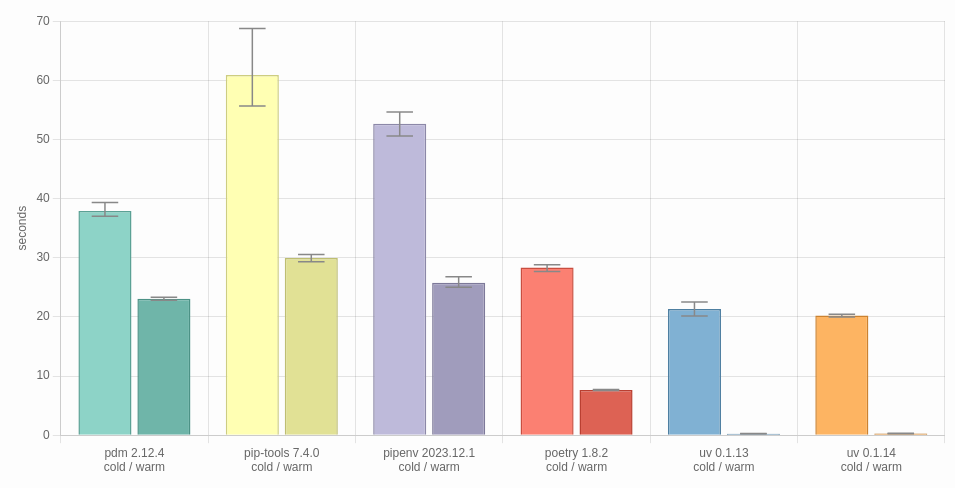 70
60
50
40
30
20
10
0
seconds
pdm 2.12.4
cold / warm
pip-tools 7.4.0
cold / warm
pipenv 2023.12.1
cold / warm
poetry 1.8.2
cold / warm
uv 0.1.13
cold / warm
uv 0.1.14
cold / warm